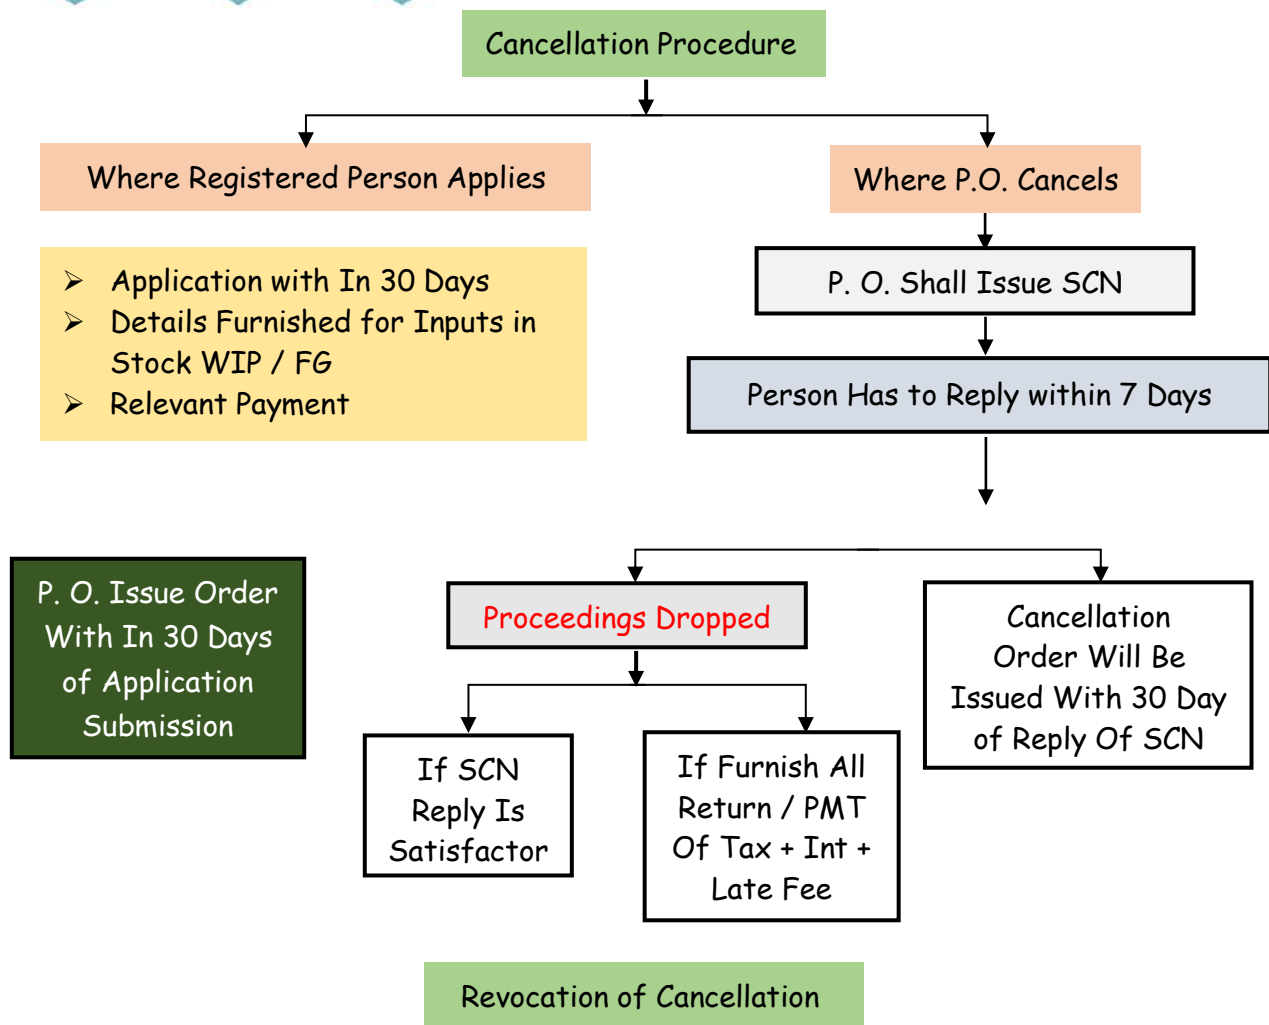 Cancellation Procedure
Where Registered Person Applies
Where P.O. Cancels
➢ Application with In 30 Days
➢ Details Furnished for Inputs in
Stock WIP / FG
➢ Relevant Payment
P. O. Shall Issue SCN
Person Has to Reply within 7 Days
P. O. Issue Order
With In 30 Days
of Application
Submission
Proceedings Dropped
Cancellation
Order Will Be
Issued With 30 Day
of Reply Of SCN
If SCN
Reply Is
Satisfactor
If Furnish All
Return / PMT
Of Tax + Int +
Late Fee
Revocation of Cancellation